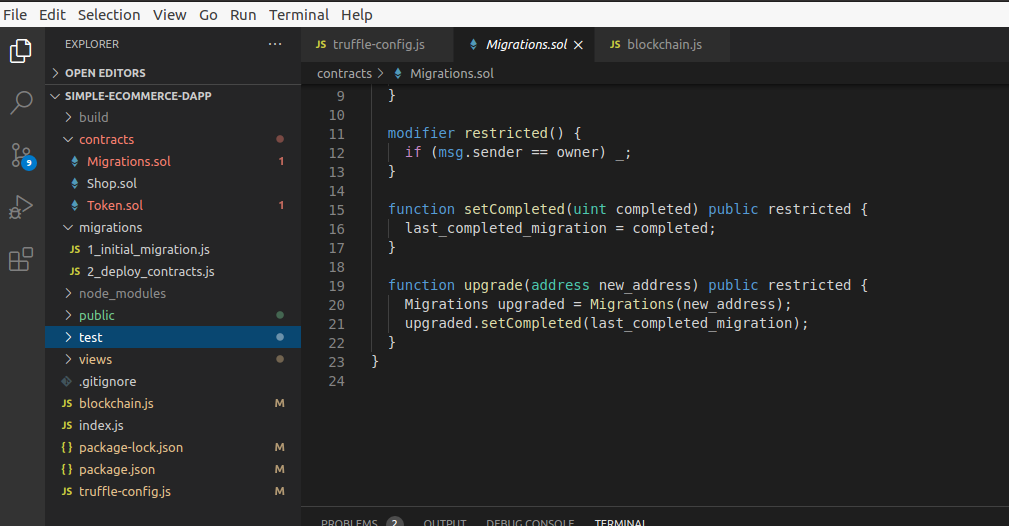 File Edit Selection View Go Run Terminal Help
EXPLORER ...
JS truffle-config.js Migrations.sol × JS blockchain.js
OPEN EDITORS
contracts > Migrations.sol
SIMPLE-ECOMMERCE-DAPP
build
contracts
Migrations.sol 1
Shop.sol
Token.sol 1
migrations
JS 1_initial_migration.js
JS 2_deploy_contracts.js
node_modules
public
test
views
.gitignore
JS blockchain.js M
JS index.js
{} package-lock.json M
{} package.json M
JS truffle-config.js M
9
9 }
10
11 modifier restricted() {
12 if (msg.sender == owner) _;
13 }
14
15 function setCompleted(uint completed) public restricted {
16 last_completed_migration = completed;
17 }
18
19 function upgrade(address new_address) public restricted {
20 Migrations upgraded = Migrations(new_address);
21 upgraded.setCompleted(last_completed_migration);
22 }
23 }
24
PROBLEMS 2 OUTPUT DEBUG CONSOLE TERMINAL